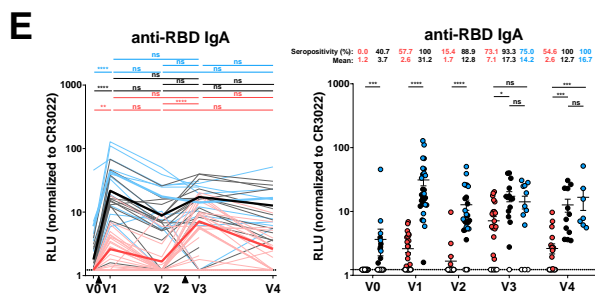 E
anti-RBD IgA
ns
ns
**** ns ns
ns
**** ns ns
ns
** ns **** ns
1000
100
10
1
RLU (normalized to CR3022)
V0 V1 V2 V3 V4
anti-RBD IgA
Seropositivity (%): 0.0 40.7 57.7 100 15.4 88.9 73.1 93.3 75.0 54.6 100 100
Mean: 1.2 3.7 2.6 31.2 1.7 12.8 7.1 17.3 14.2 2.6 12.7 16.7
1000
*** **** **** ns ***
* ns *** ns
100
10
1
RLU (normalized to CR3022)
V0 V1 V2 V3 V4